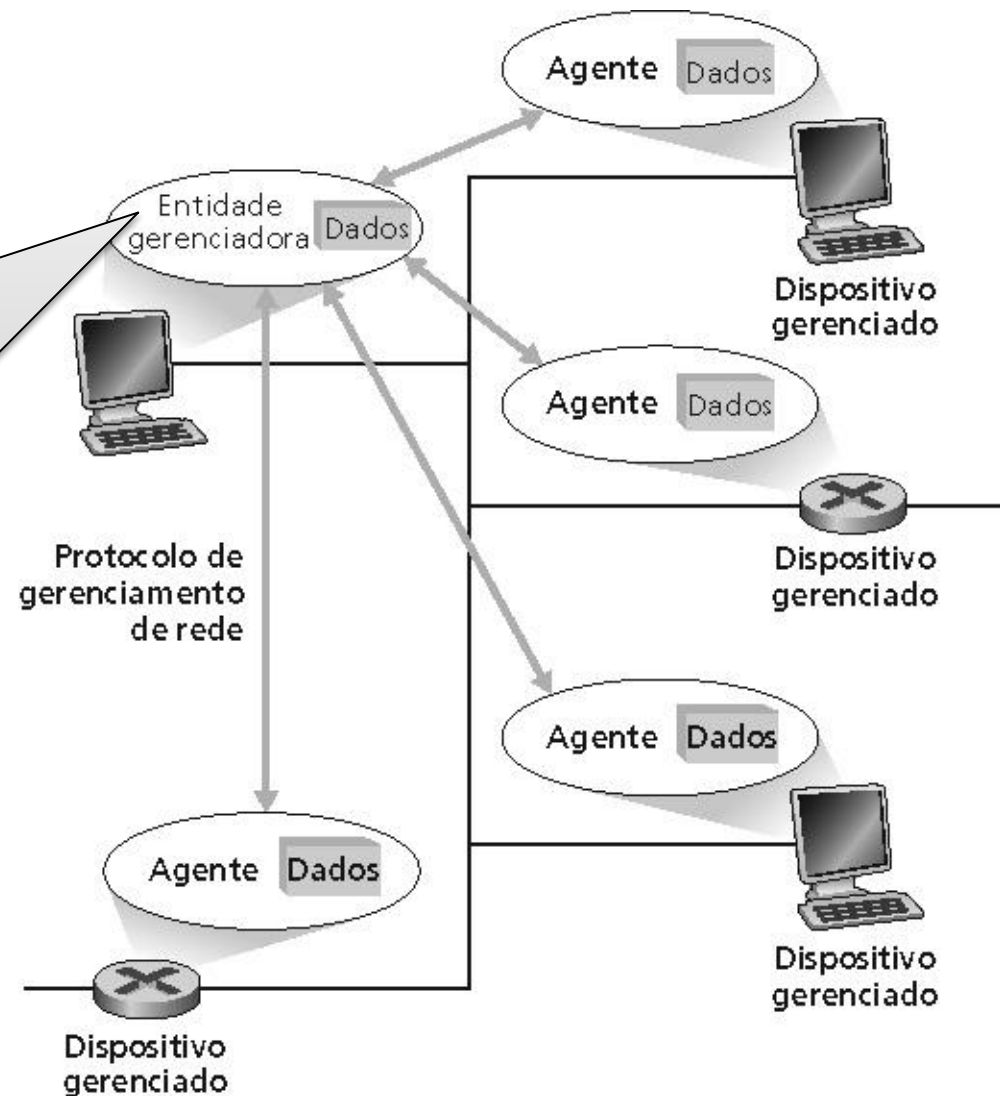 Agente Dados
Entidade
gerenciadora Dados
Dispositivo
gerenciado
Agente Dados
Protocolo de
gerenciamento
de rede
Dispositivo
gerenciado
Agente Dados
Agente Dados
Dispositivo
gerenciado
Dispositivo
gerenciado